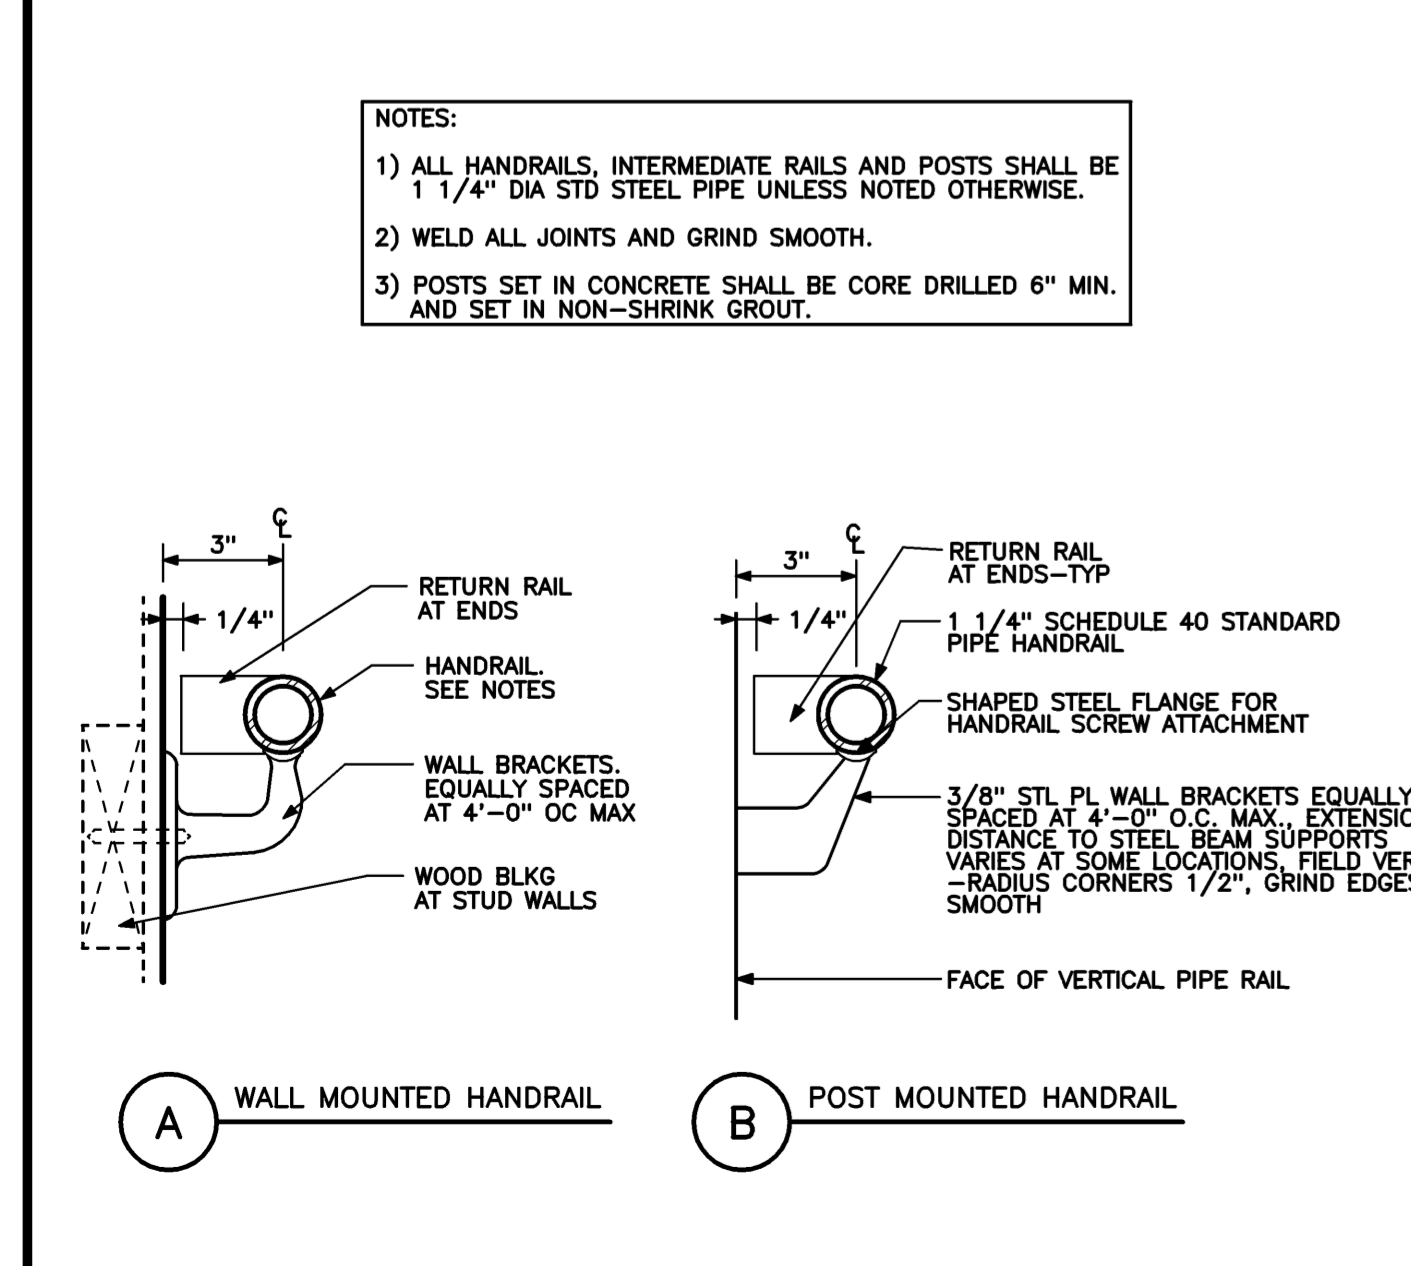 NOTES:
1) ALL HANDRAILS, INTERMEDIATE RAILS AND POSTS SHALL BE
1 1/4" DIA STD STEEL PIPE UNLESS NOTED OTHERWISE.
2) WELD ALL JOINTS AND GRIND SMOOTH.
3) POSTS SET IN CONCRETE SHALL BE CORE DRILLED 6" MIN.
AND SET IN NON-SHRINK GROUT.
℄
3"
1/4"
RETURN RAIL
AT ENDS
HANDRAIL.
SEE NOTES
WALL BRACKETS.
EQUALLY SPACED
AT 4'-0" OC MAX
WOOD BLKG
AT STUD WALLS
A
WALL MOUNTED HANDRAIL
℄
3"
1/4"
RETURN RAIL
AT ENDS-TYP
1 1/4" SCHEDULE 40 STANDARD
PIPE HANDRAIL
SHAPED STEEL FLANGE FOR
HANDRAIL SCREW ATTACHMENT
3/8" STL PL WALL BRACKETS EQUALLY
SPACED AT 4'-0" O.C. MAX.,
DISTANCE TO STEEL BEAM SUPPORTS
VARIES AT SOME LOCATIONS, FIELD
-RADIUS CORNERS 1/2", GRIND
SMOOTH
FACE OF VERTICAL PIPE RAIL
B
POST MOUNTED HANDRAIL